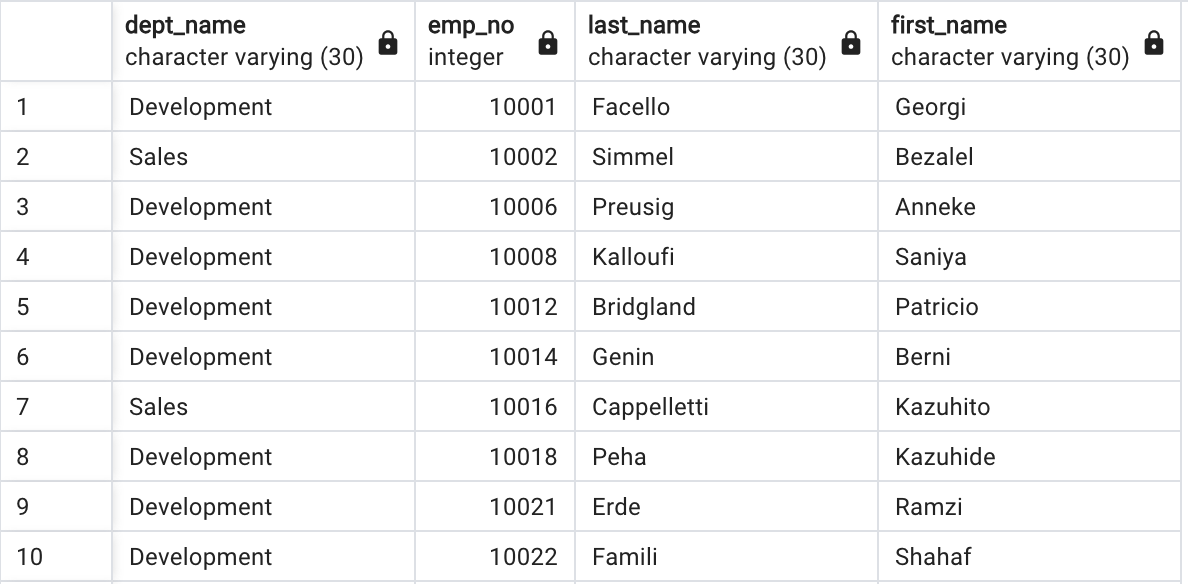 dept_name emp_no last_name first_name
character varying (30) integer character varying (30) character varying (30)
1 Development 10001 Facello Georgi
2 Sales 10002 Simmel Bezalel
3 Development 10006 Preusig Anneke
4 Development 10008 Kalloufi Saniya
5 Development 10012 Bridgland Patricio
6 Development 10014 Genin Berni
7 Sales 10016 Cappelletti Kazuhito
8 Development 10018 Peha Kazuhide
9 Development 10021 Erde Ramzi
10 Development 10022 Famili Shahaf